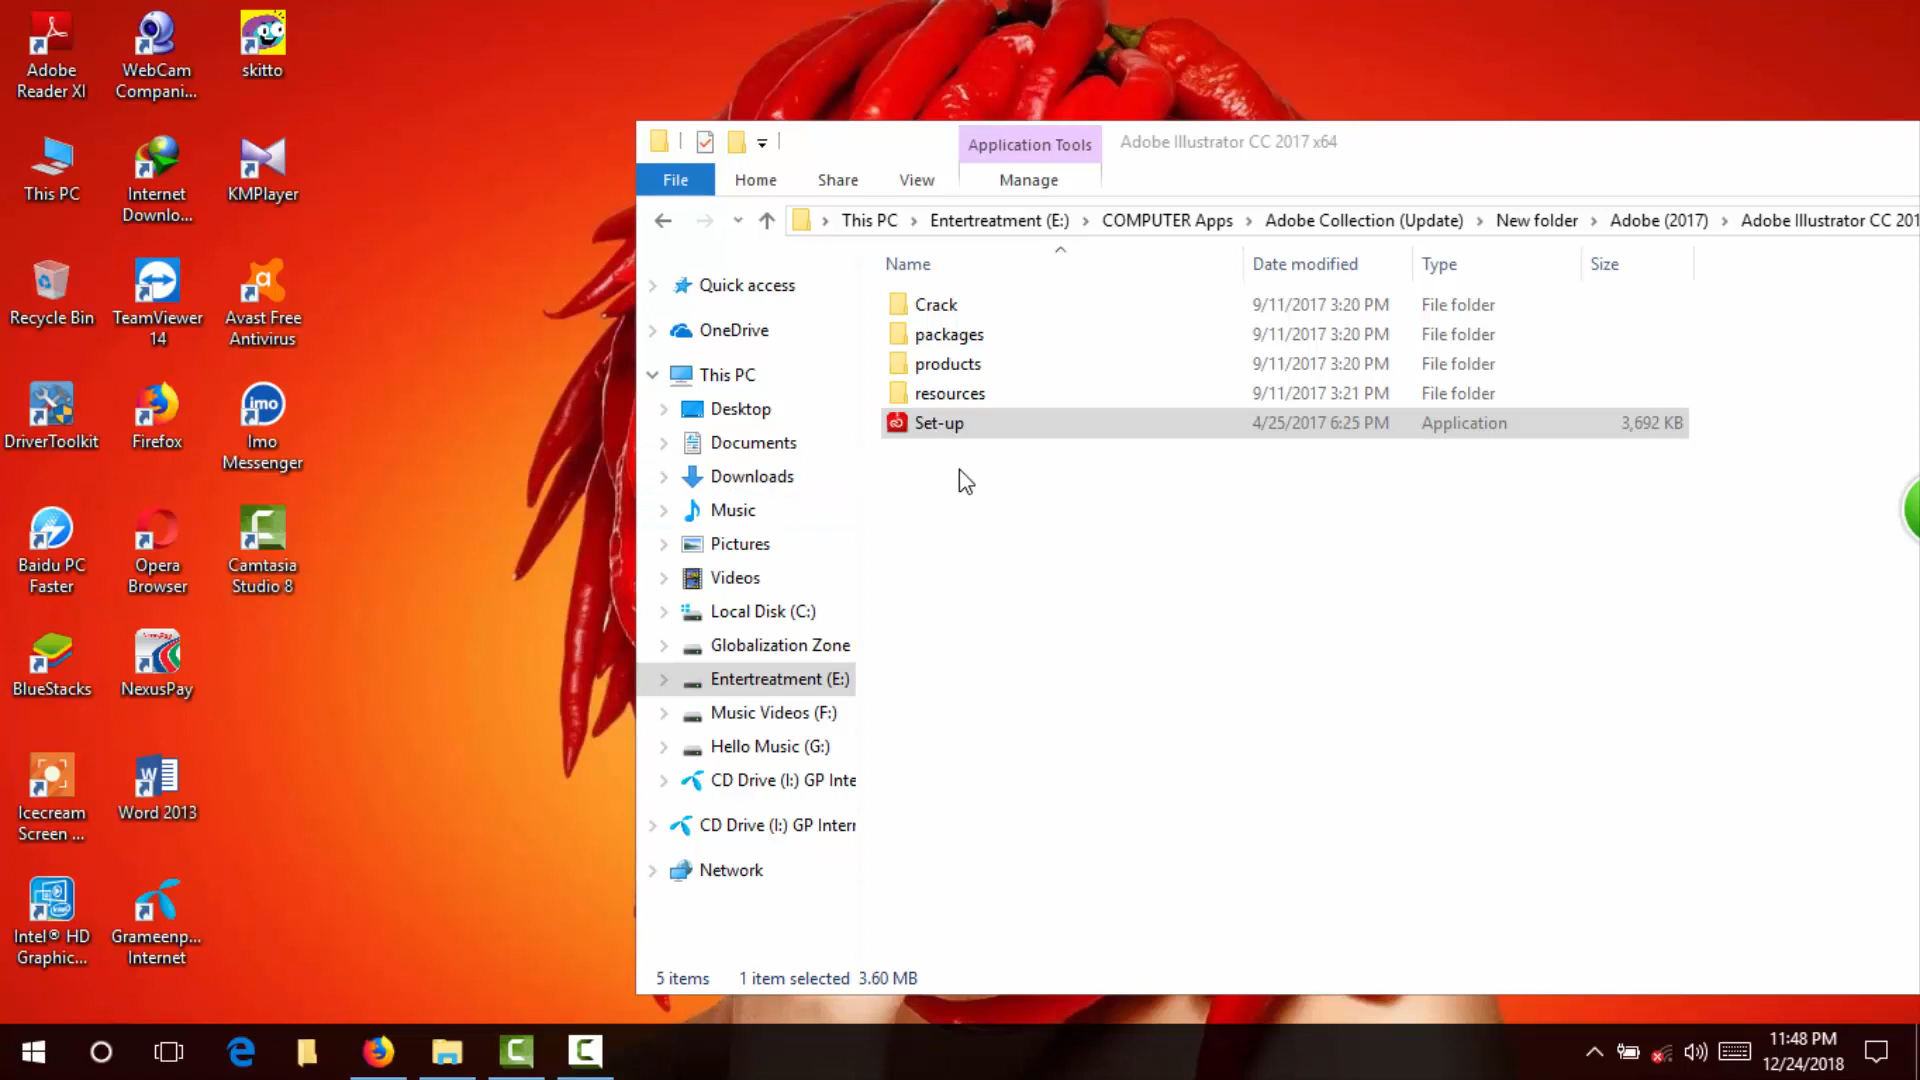 Adobe
Reader XI
WebCam
Compani...
skitto
This PC
Internet
Downlo...
KMPlayer
Recycle Bin
TeamViewer
14
Avast Free
Antivirus
DriverToolkit
Firefox
Imo
Messenger
Baidu PC
Faster
Opera
Browser
Camtasia
Studio 8
BlueStacks
NexusPay
Icecream
Screen ...
Word 2013
Intel® HD
Graphic...
Grameenp...
Internet
Application Tools
Adobe Illustrator CC 2017 x64
File Home Share View Manage
This PC Entertreatment (E:) COMPUTER Apps Adobe Collection (Update) New folder Adobe (2017) Adobe Illustrator CC 201
Name Date modified Type Size
Quick access
OneDrive
This PC
Desktop
Documents
Downloads
Music
Pictures
Videos
Local Disk (C:)
Globalization Zone
Entertreatment (E:)
Music Videos (F:)
Hello Music (G:)
CD Drive (I:) GP Inte
CD Drive (I:) GP Intern
Network
Crack 9/11/2017 3:20 PM File folder
packages 9/11/2017 3:20 PM File folder
products 9/11/2017 3:20 PM File folder
resources 9/11/2017 3:21 PM File folder
Set-up 4/25/2017 6:25 PM Application 3,692 KB
5 items 1 item selected 3.60 MB
11:48 PM
12/24/2018